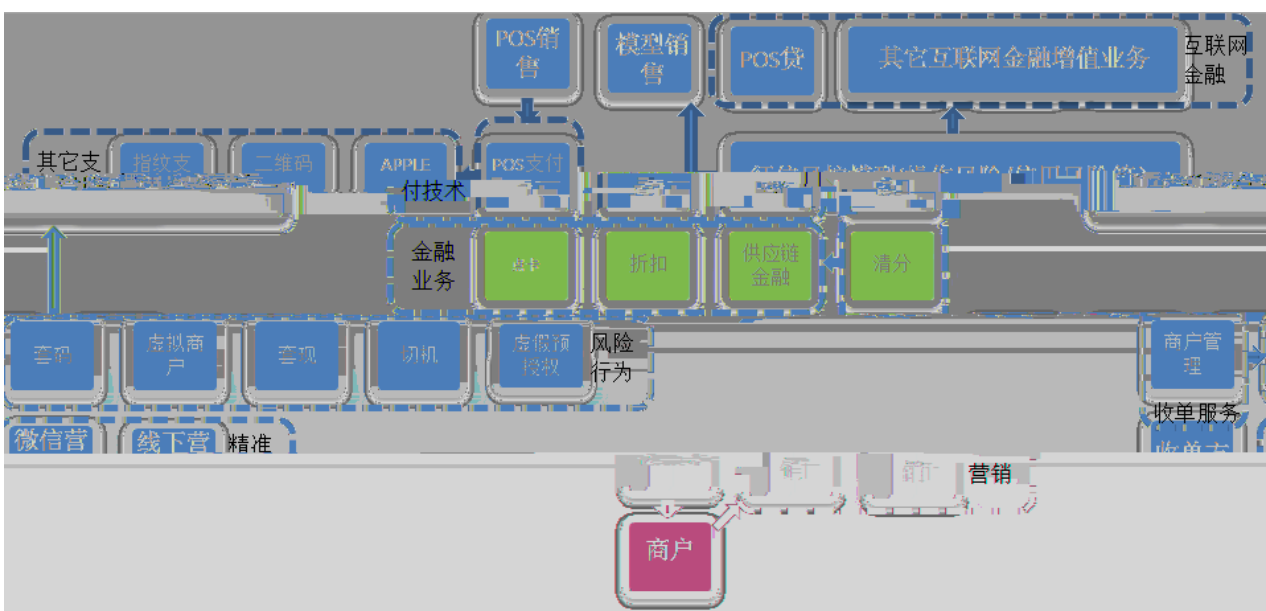 POS销
售
模型销
售
POS贷
其它互联网金融增值业务
互联网
金融
其它支
指纹支
二维码
APPLE
POS支付
付技术
金融
业务
折扣
供应链
金融
清分
套码
虚拟商
户
套现
切机
虚假预
授权
风险
行为
商户管
理
收单服务
微信营
线下营
精准
营销
商户